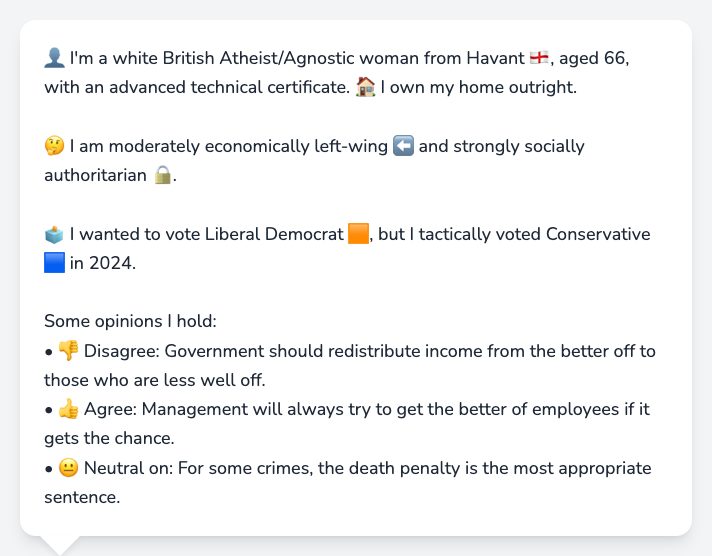 👤 I'm a white British Atheist/Agnostic woman from Havant 🏴󠁧󠁢󠁥󠁮󠁧󠁿, aged 66,
with an advanced technical certificate. 🏠 I own my home outright.
🤔 I am moderately economically left-wing ⬅️ and strongly socially
authoritarian 🔒.
🗳️ I wanted to vote Liberal Democrat 🟧, but I tactically voted Conservative
🟦 in 2024.
Some opinions I hold:
• 👎 Disagree: Government should redistribute income from the better off to
those who are less well off.
• 👍 Agree: Management will always try to get the better of employees if it
gets the chance.
• 😐 Neutral on: For some crimes, the death penalty is the most appropriate
sentence.